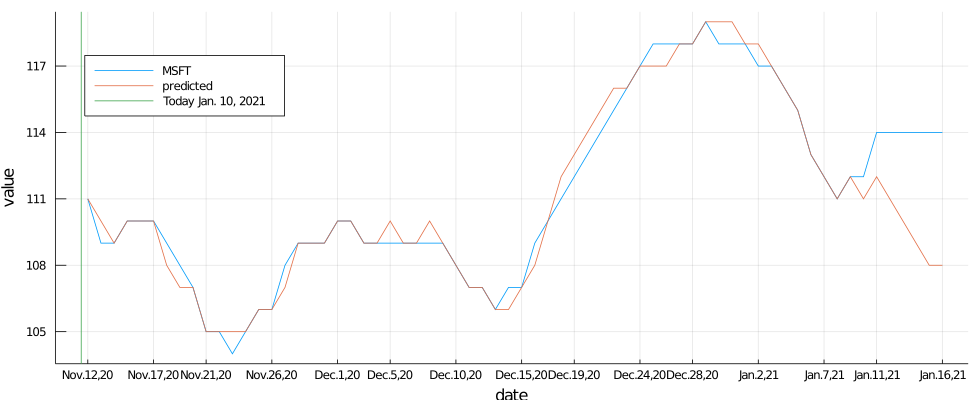 MSFT
predicted
Today Jan. 10, 2021
117
114
111
108
105
value
Nov.12,20 Nov.17,20 Nov.21,20 Nov.26,20 Dec.1,20 Dec.5,20 Dec.10,20 Dec.15,20 Dec.19,20 Dec.24,20 Dec.28,20 Jan.2,21 Jan.7,21 Jan.11,21 Jan.16,21
date